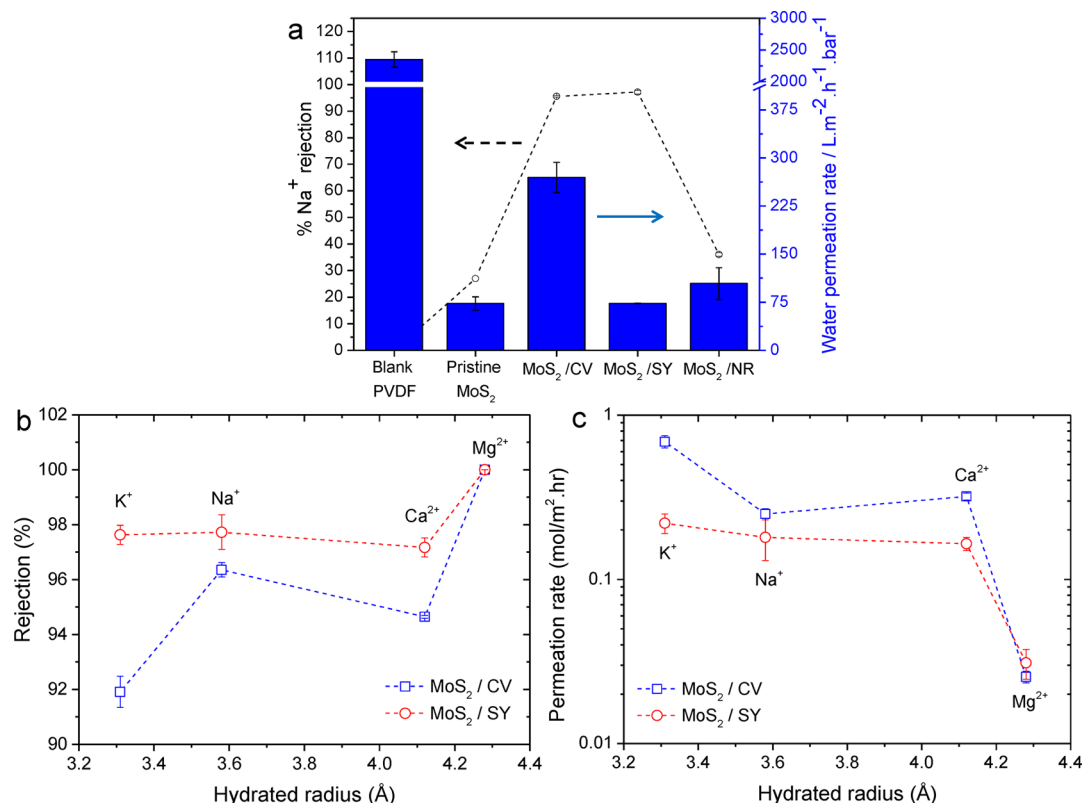 a
% Na⁺ rejection
120
110
100
90
80
70
60
50
40
30
20
10
0
3000
2500
2000
375
300
225
150
75
0
Water permeation rate / L.m⁻².h⁻¹.bar⁻¹
Blank PVDF
Pristine MoS₂
MoS₂ /CV
MoS₂ /SY
MoS₂ /NR
b
Rejection (%)
102
100
98
96
94
92
90
K⁺
Na⁺
Ca²⁺
Mg²⁺
MoS₂ / CV
MoS₂ / SY
3.2 3.4 3.6 3.8 4.0 4.2 4.4
Hydrated radius (Å)
c
Permeation rate (mol/m².hr)
1
0.1
0.01
K⁺
Na⁺
Ca²⁺
Mg²⁺
MoS₂ / CV
MoS₂ / SY
3.2 3.4 3.6 3.8 4.0 4.2 4.4
Hydrated radius (Å)